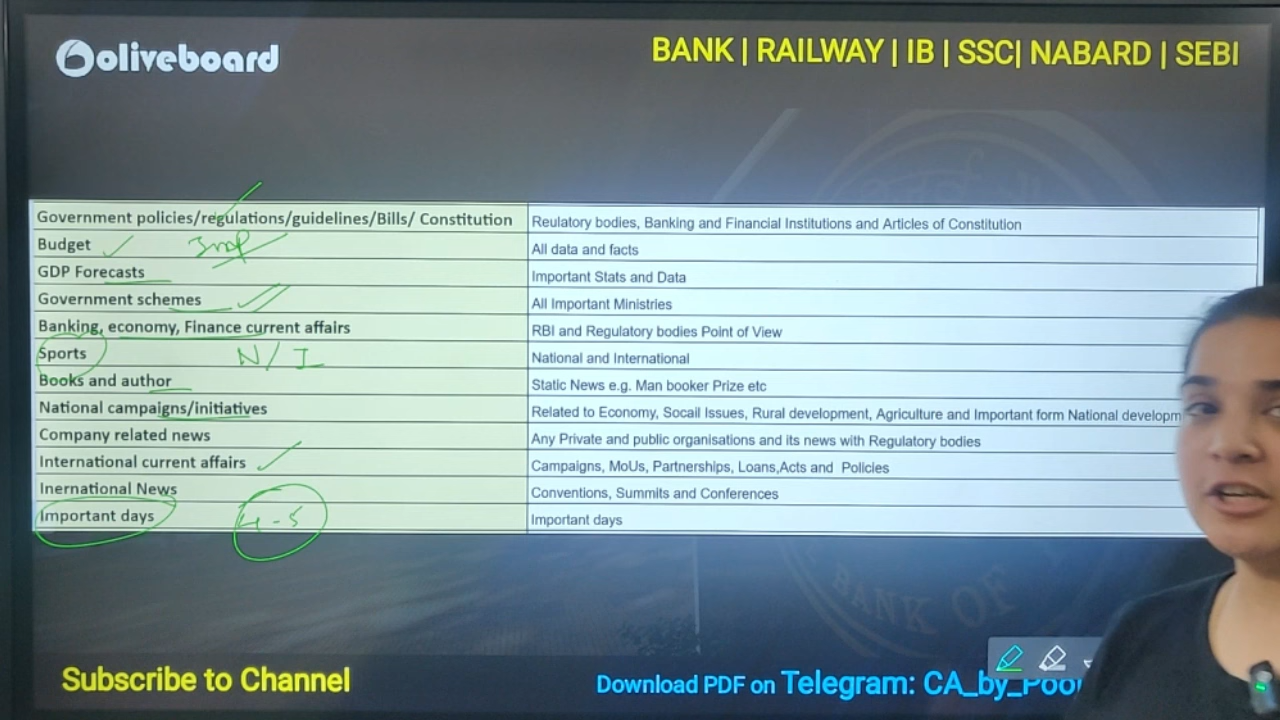 oliveboard
BANK | RAILWAY | IB | SSC| NABARD | SEBI
Government policies/regulations/guidelines/Bills/ Constitution Reulatory bodies, Banking and Financial Institutions and Articles of Constitution
Budget Imp All data and facts
GDP Forecasts Important Stats and Data
Government schemes All Important Ministries
Banking, economy, Finance current affairs RBI and Regulatory bodies Point of View
Sports N/I National and International
Books and author Static News e.g. Man booker Prize etc
National campaigns/initiatives Related to Economy, Socail Issues, Rural development, Agriculture and Important form National developm
Company related news Any Private and public organisations and its news with Regulatory bodies
International current affairs Campaigns, MoUs, Partnerships, Loans,Acts and Policies
Inernational News Conventions, Summits and Conferences
Important days 4-5 Important days
BANK OF
Subscribe to Channel
Download PDF on Telegram: CA_by_Poo